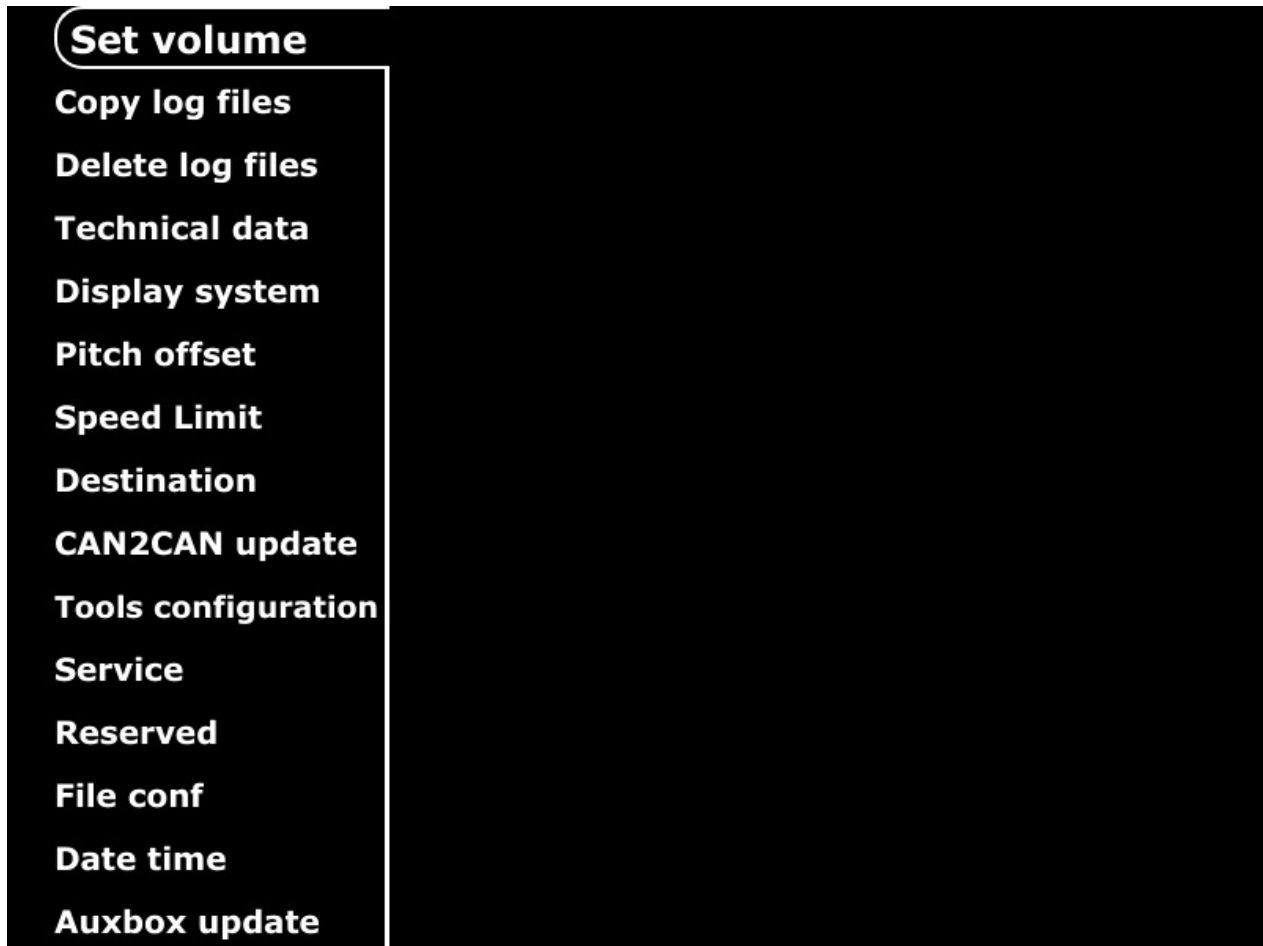 Set volume
Copy log files
Delete log files
Technical data
Display system
Pitch offset
Speed Limit
Destination
CAN2CAN update
Tools configuration
Service
Reserved
File conf
Date time
Auxbox update